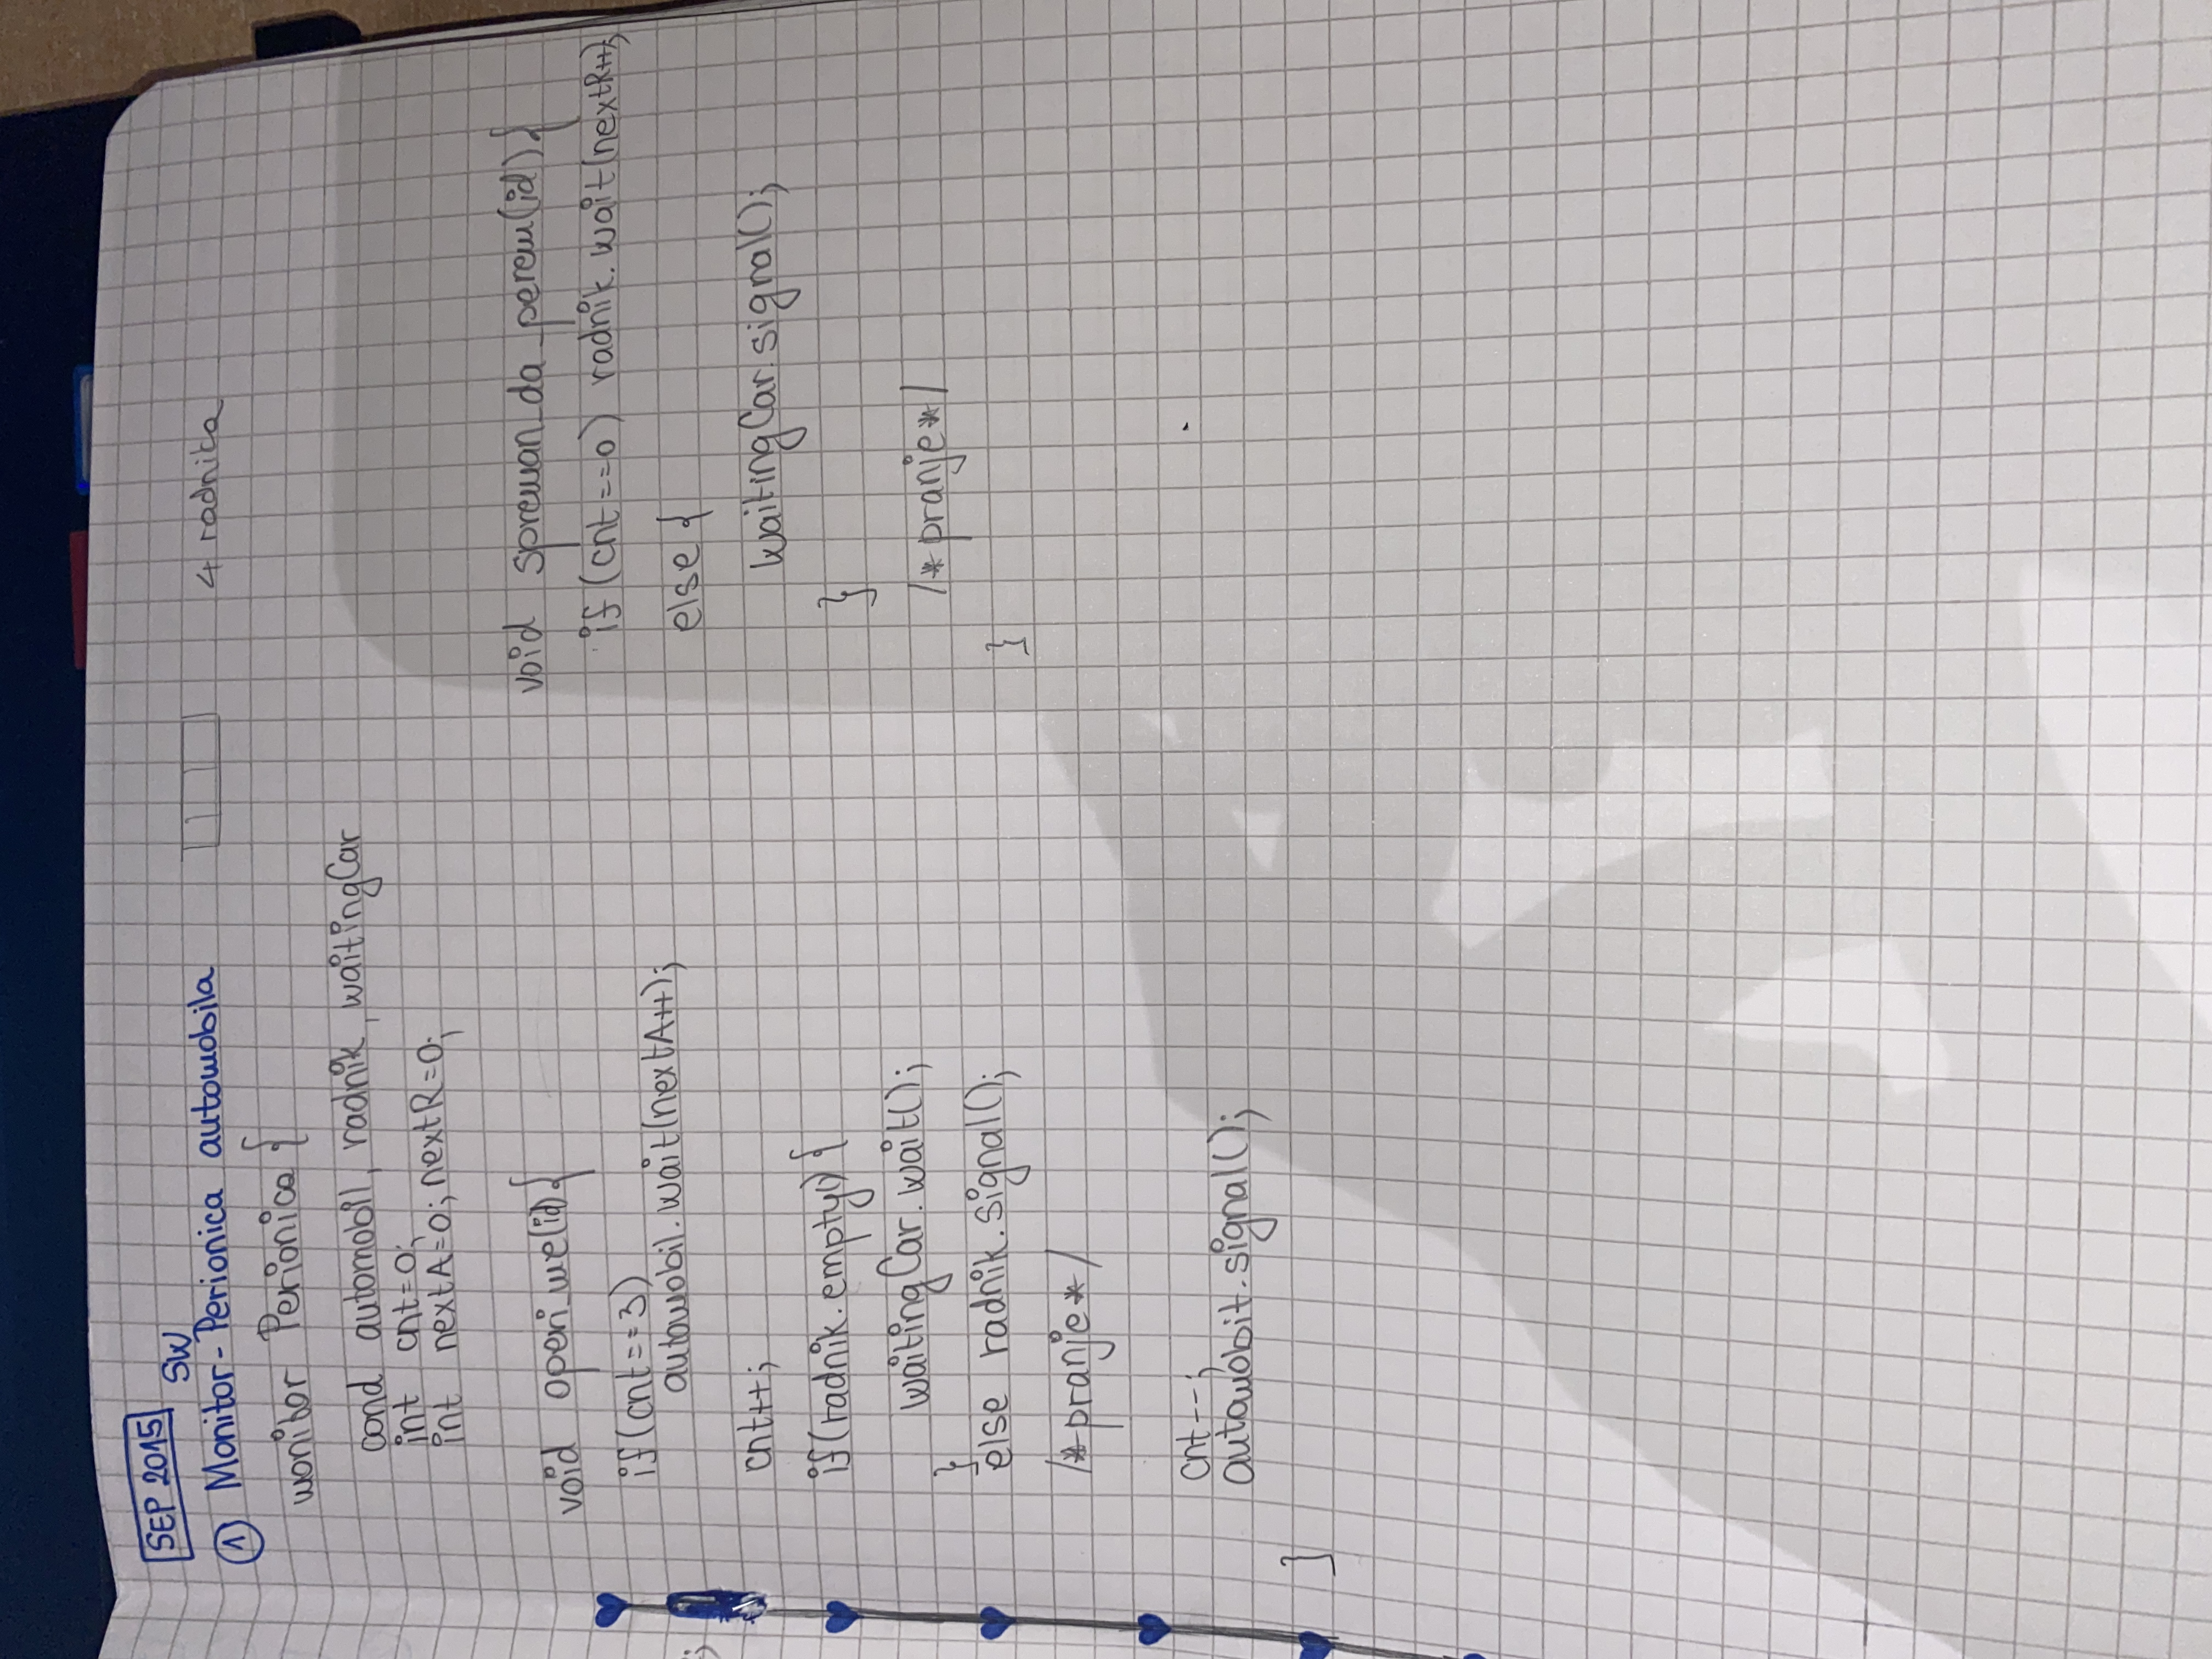 SEP 2015
SW
① Monitor-Perionica automobila
4 radnika
monitor Perionica {
cond automobil, radnik, waitingCar
int cnt=0;
int nextA=0; nextR=0;
void operi_me(id){
if(cnt==3)
automobil.wait(nextA++);
cnt++;
if(radnik.empty()){
waitingCar.wait();
}
else radnik.signal();
/*pranje*/
cnt--;
automobil.signal();
}
void spreman_da_perem(id){
if(cnt==0) radnik.wait(nextR++);
else {
waitingCar.signal();
}
/*pranje*/
}